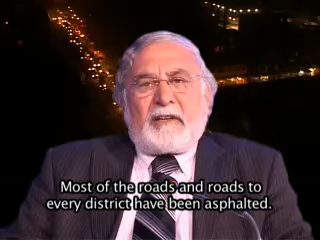 Most of the roads and roads to
every district have been asphalted.